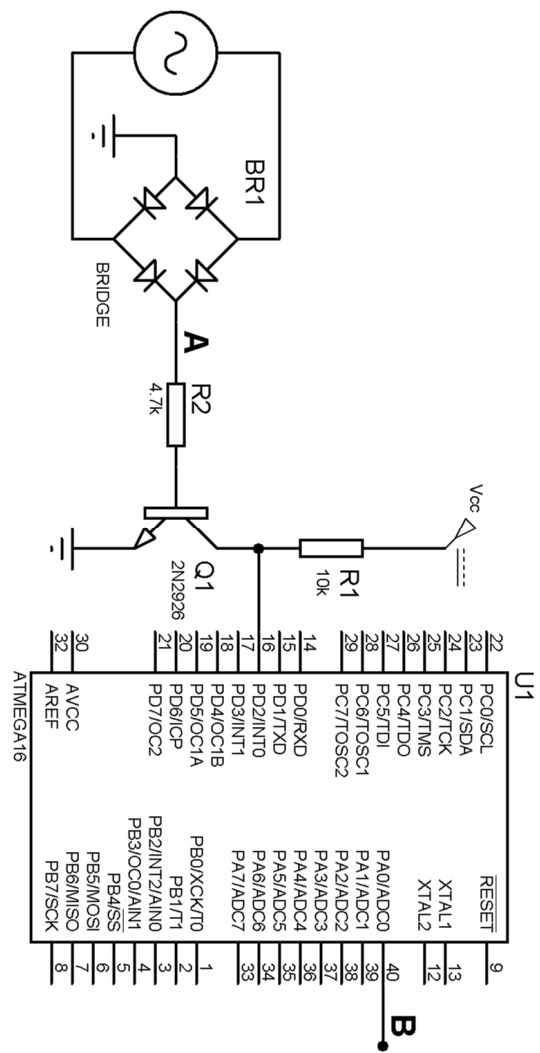 BR1
BRIDGE
A
R2
4.7k
Q1
2N2926
R1
10k
Vcc
U1
22 PC0/SCL
23 PC1/SDA
24 PC2/TCK
25 PC3/TMS
26 PC4/TDO
27 PC5/TDI
28 PC6/TOSC1
29 PC7/TOSC2
14 PD0/RXD
15 PD1/TXD
16 PD2/INT0
17 PD3/INT1
18 PD4/OC1B
19 PD5/OC1A
20 PD6/ICP
21 PD7/OC2
30 AVCC
32 AREF
RESET 9
XTAL1 13
XTAL2 12
PA0/ADC0 40
PA1/ADC1 39
PA2/ADC2 38
PA3/ADC3 37
PA4/ADC4 36
PA5/ADC5 35
PA6/ADC6 34
PA7/ADC7 33
PB0/XCK/T0 1
PB1/T1 2
PB2/INT2/AIN0 3
PB3/OC0/AIN1 4
PB4/SS 5
PB5/MOSI 6
PB6/MISO 7
PB7/SCK 8
ATMEGA16
B